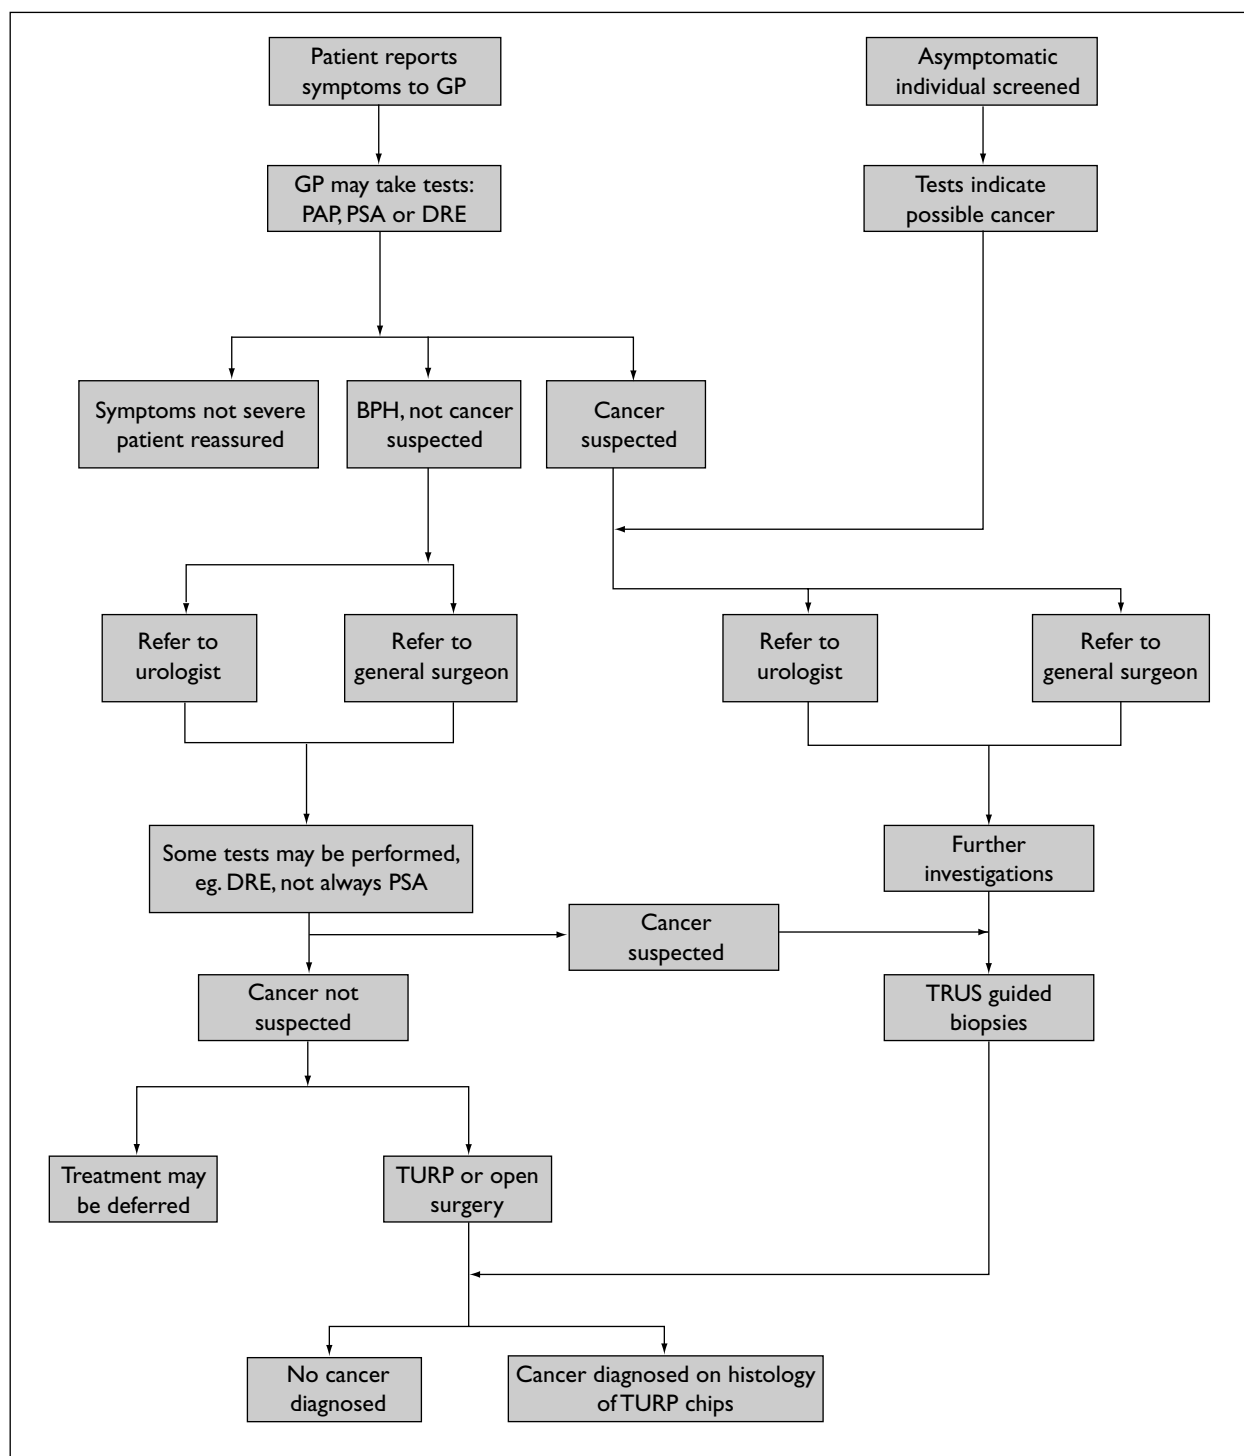 Patient reports
symptoms to GP
Asymptomatic
individual screened
GP may take tests:
PAP, PSA or DRE
Tests indicate
possible cancer
Symptoms not severe
patient reassured
BPH, not cancer
suspected
Cancer
suspected
Refer to
urologist
Refer to
general surgeon
Refer to
urologist
Refer to
general surgeon
Some tests may be performed,
eg. DRE, not always PSA
Further
investigations
Cancer
suspected
Cancer not
suspected
TRUS guided
biopsies
Treatment may
be deferred
TURP or open
surgery
No cancer
diagnosed
Cancer diagnosed on histology
of TURP chips